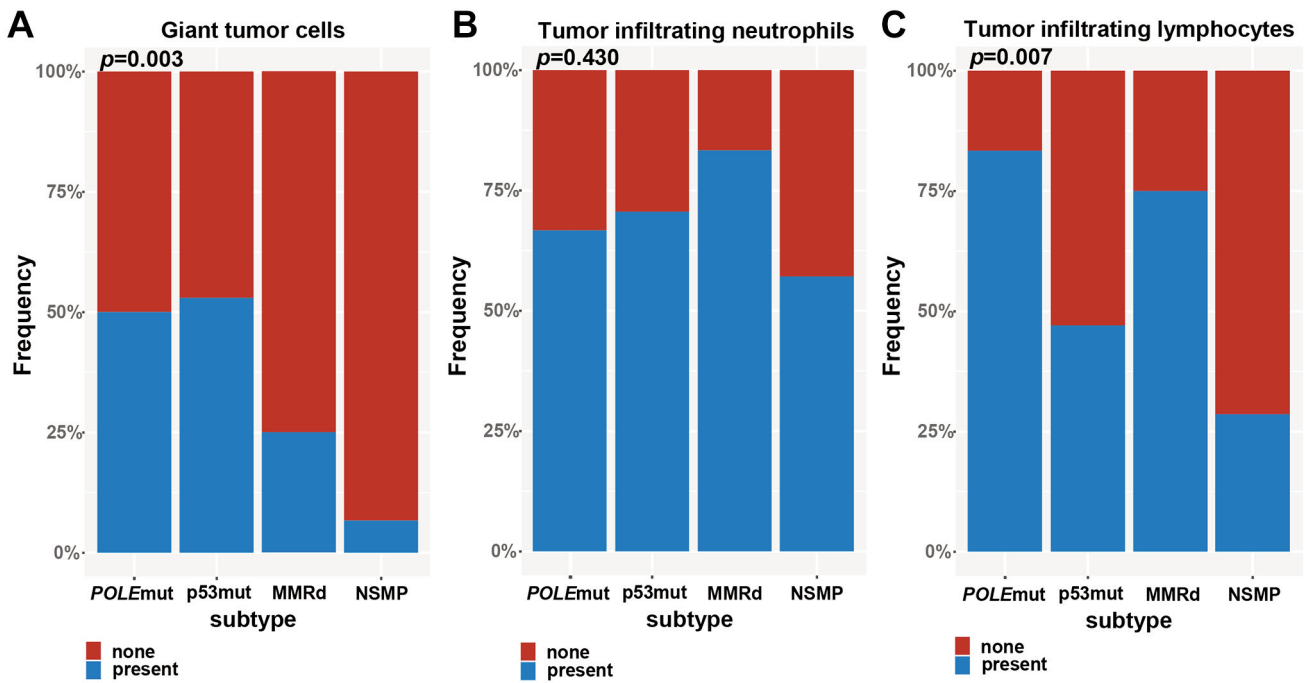 A
Giant tumor cells
p=0.003
100%
75%
50%
25%
0%
Frequency
POLEmut p53mut MMRd NSMP
subtype
none
present
B
Tumor infiltrating neutrophils
p=0.430
100%
75%
50%
25%
0%
Frequency
POLEmut p53mut MMRd NSMP
subtype
none
present
C
Tumor infiltrating lymphocytes
p=0.007
100%
75%
50%
25%
0%
Frequency
POLEmut p53mut MMRd NSMP
subtype
none
present